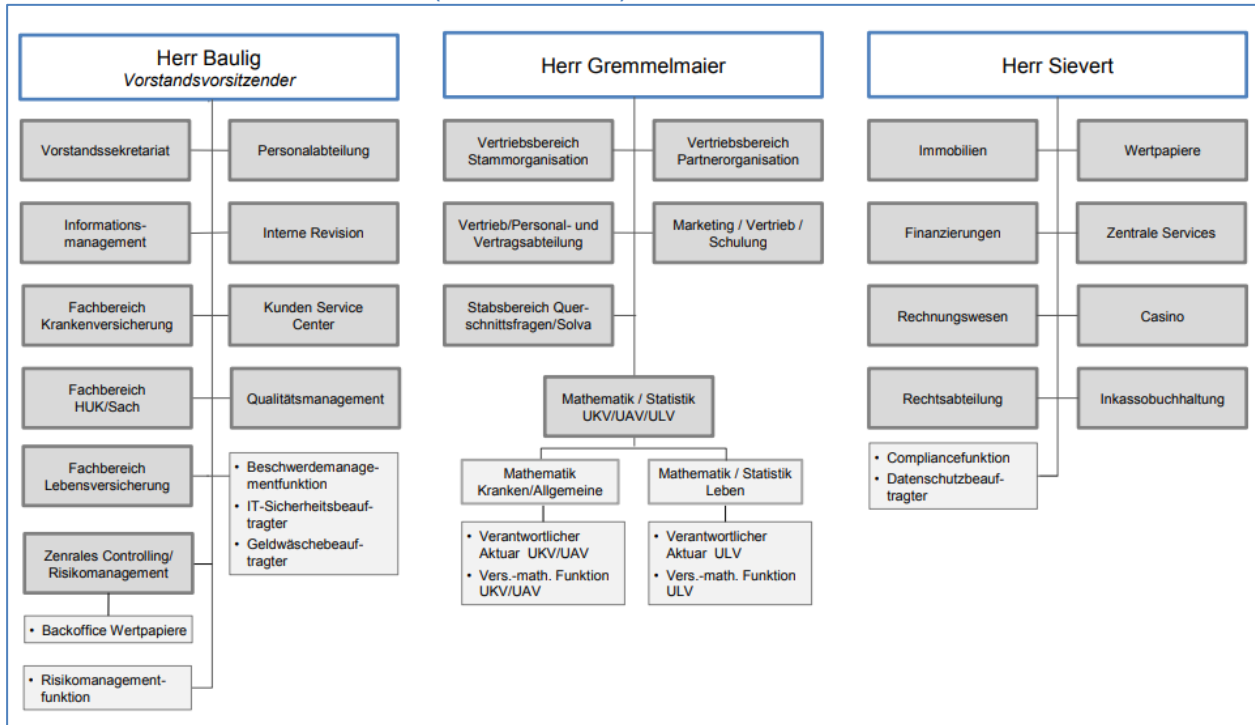 Herr Baulig
Vorstandsvorsitzender
Vorstandssekretariat
Personalabteilung
Informations-
management
Interne Revision
Fachbereich
Krankenversicherung
Kunden Service
Center
Fachbereich
HUK/Sach
Qualitätsmanagement
Fachbereich
Lebensversicherung
• Beschwerdemanage-
mentfunktion
• IT-Sicherheitsbeauf-
tragter
• Geldwäschebeauf-
tragter
Zenrales Controlling/
Risikomanagement
• Backoffice Wertpapiere
• Risikomanagement-
funktion
Herr Gremmelmaier
Vertriebsbereich
Stammorganisation
Vertriebsbereich
Partnerorganisation
Vertrieb/Personal- und
Vertragsabteilung
Marketing / Vertrieb /
Schulung
Stabsbereich Quer-
schnittsfragen/Solva
Mathematik / Statistik
UKV/UAV/ULV
Mathematik
Kranken/Allgemeine
Mathematik / Statistik
Leben
• Verantwortlicher
Aktuar UKV/UAV
• Vers.-math. Funktion
UKV/UAV
• Verantwortlicher
Aktuar ULV
• Vers.-math. Funktion
ULV
Herr Sievert
Immobilien
Wertpapiere
Finanzierungen
Zentrale Services
Rechnungswesen
Casino
Rechtsabteilung
Inkassobuchhaltung
• Compliancefunktion
• Datenschutzbeauf-
tragter